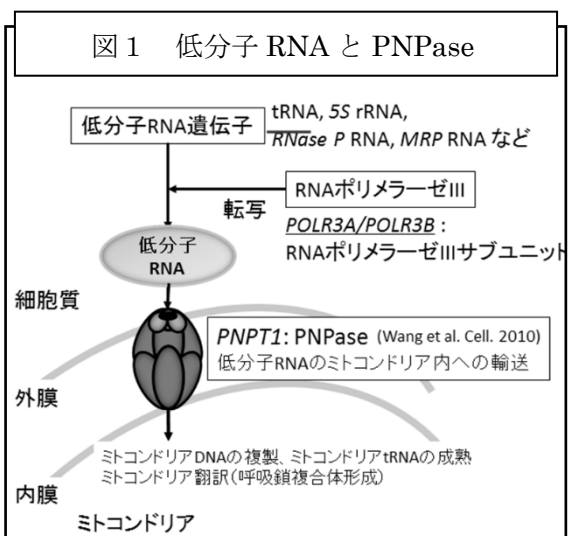 図１ 低分子 RNA と PNPase
低分子RNA遺伝子
tRNA, 5S rRNA,
RNase P RNA, MRP RNA など
RNAポリメラーゼIII
転写
POLR3A/POLR3B :
RNAポリメラーゼIIIサブユニット
低分子
RNA
細胞質
PNPT1: PNPase (Wang et al. Cell. 2010)
低分子RNAのミトコンドリア内への輸送
外膜
ミトコンドリアDNAの複製、ミトコンドリアtRNAの成熟
ミトコンドリア翻訳(呼吸鎖複合体形成)
内膜
ミトコンドリア